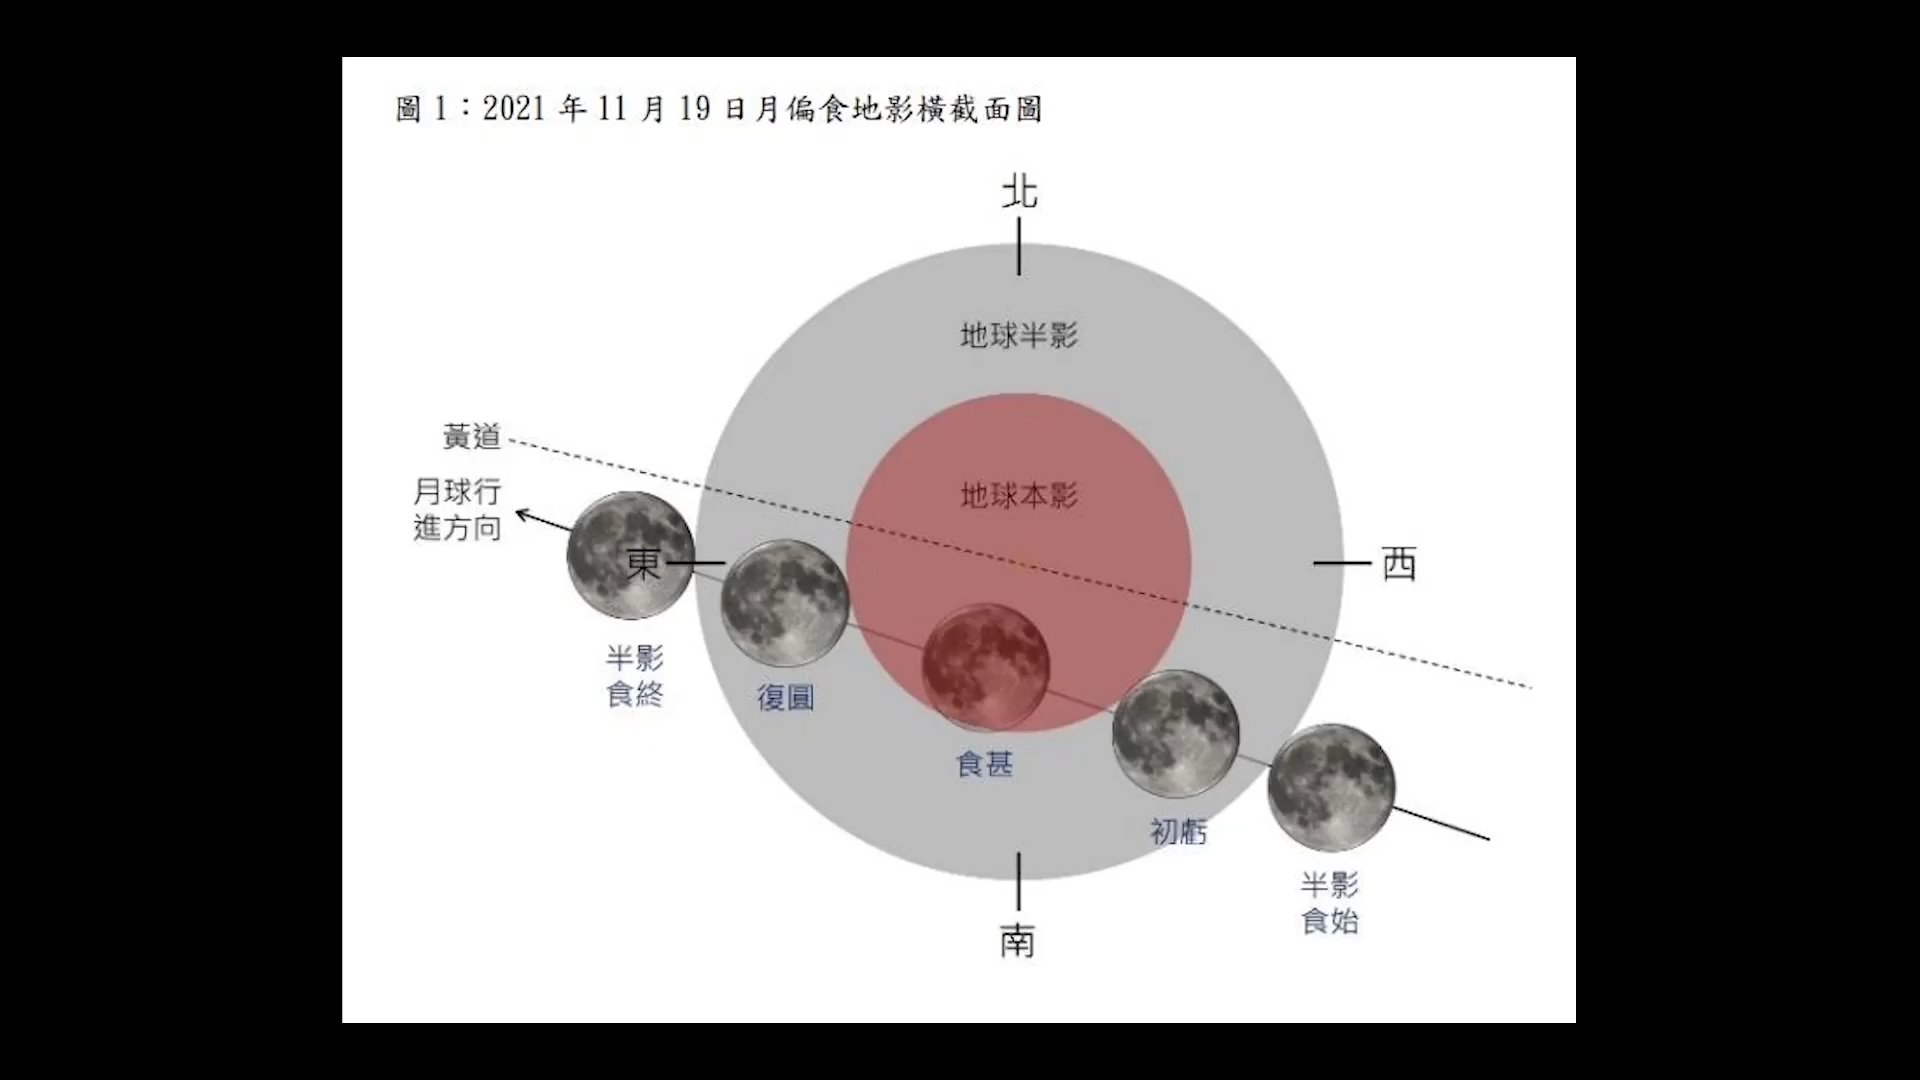 圖 1：2021 年 11 月 19 日月偏食地影橫截面圖
北
地球半影
黃道
月球行
進方向
地球本影
東
西
半影
食終
復圓
食甚
初虧
半影
食始
南